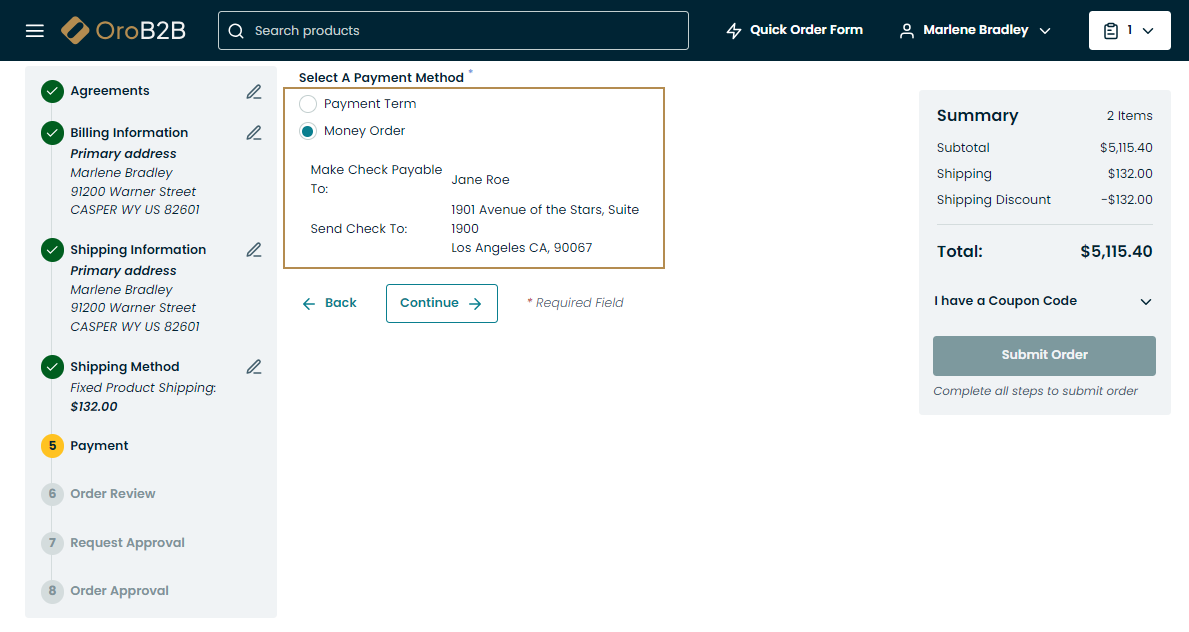 OroB2B
Search products
Quick Order Form
Marlene Bradley
1
Agreements
Billing Information
Primary address
Marlene Bradley
91200 Warner Street
CASPER WY US 82601
Shipping Information
Primary address
Marlene Bradley
91200 Warner Street
CASPER WY US 82601
Shipping Method
Fixed Product Shipping:
$132.00
5 Payment
6 Order Review
7 Request Approval
8 Order Approval
Select A Payment Method *
Payment Term
Money Order
Make Check Payable
To:
Jane Roe
Send Check To:
1901 Avenue of the Stars, Suite
1900
Los Angeles CA, 90067
Back
Continue
* Required Field
Summary 2 Items
Subtotal $5,115.40
Shipping $132.00
Shipping Discount -$132.00
Total: $5,115.40
I have a Coupon Code
Submit Order
Complete all steps to submit order